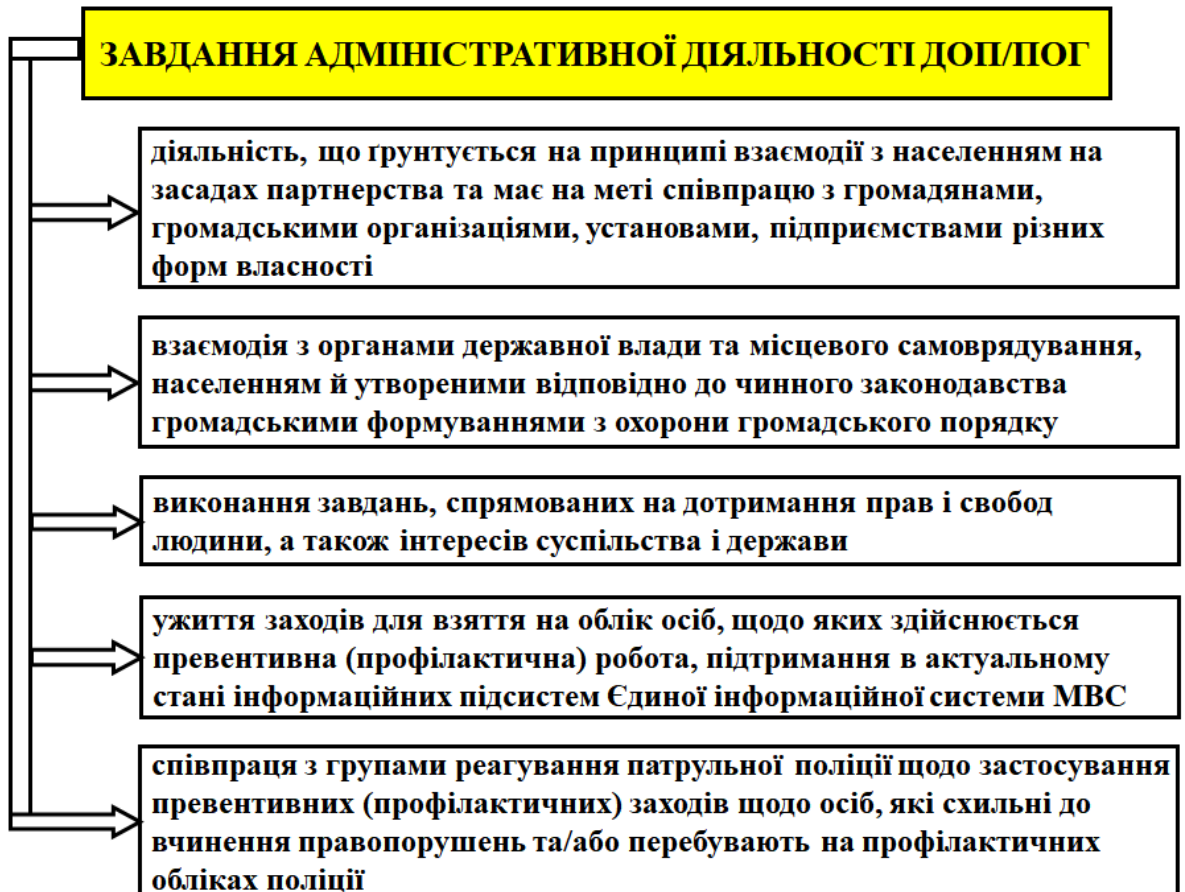 ЗАВДАННЯ АДМІНІСТРАТИВНОЇ ДІЯЛЬНОСТІ ДОП/ПОГ
діяльність, що ґрунтується на принципі взаємодії з населенням на
засадах партнерства та має на меті співпрацю з громадянами,
громадськими організаціями, установами, підприємствами різних
форм власності
взаємодія з органами державної влади та місцевого самоврядування,
населенням й утвореними відповідно до чинного законодавства
громадськими формуваннями з охорони громадського порядку
виконання завдань, спрямованих на дотримання прав і свобод
людини, а також інтересів суспільства і держави
ужиття заходів для взяття на облік осіб, щодо яких здійснюється
превентивна (профілактична) робота, підтримання в актуальному
стані інформаційних підсистем Єдиної інформаційної системи МВС
співпраця з групами реагування патрульної поліції щодо застосування
превентивних (профілактичних) заходів щодо осіб, які схильні до
вчинення правопорушень та/або перебувають на профілактичних
обліках поліції